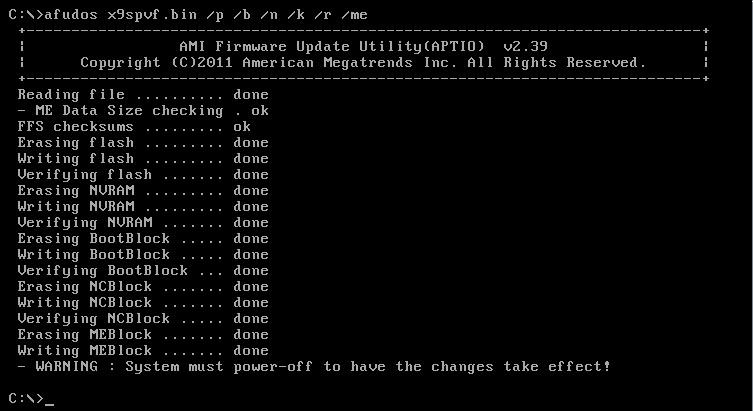 C:\>afudos x9spvf.bin /p /b /n /k /r /me
+---------------------------------------------------------------------------+
¦                 AMI Firmware Update Utility(APTIO)  v2.39                 ¦
¦      Copyright (C)2011 American Megatrends Inc. All Rights Reserved.      ¦
+---------------------------------------------------------------------------+
Reading file .......... done
- ME Data Size checking . ok
FFS checksums ......... ok
Erasing flash ......... done
Writing flash ......... done
Verifying flash ....... done
Erasing NVRAM ......... done
Writing NVRAM ......... done
Verifying NVRAM ....... done
Erasing BootBlock ..... done
Writing BootBlock ..... done
Verifying BootBlock ... done
Erasing NCBlock ....... done
Writing NCBlock ....... done
Verifying NCBlock ..... done
Erasing MEBlock ....... done
Writing MEBlock ....... done
- WARNING : System must power-off to have the changes take effect!
C:\>_